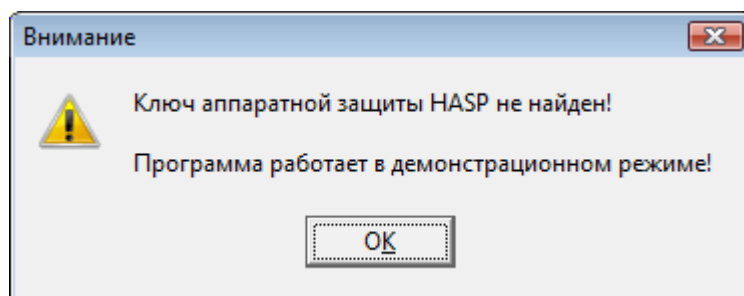 Внимание
Ключ аппаратной защиты HASP не найден!
Программа работает в демонстрационном режиме!
OK